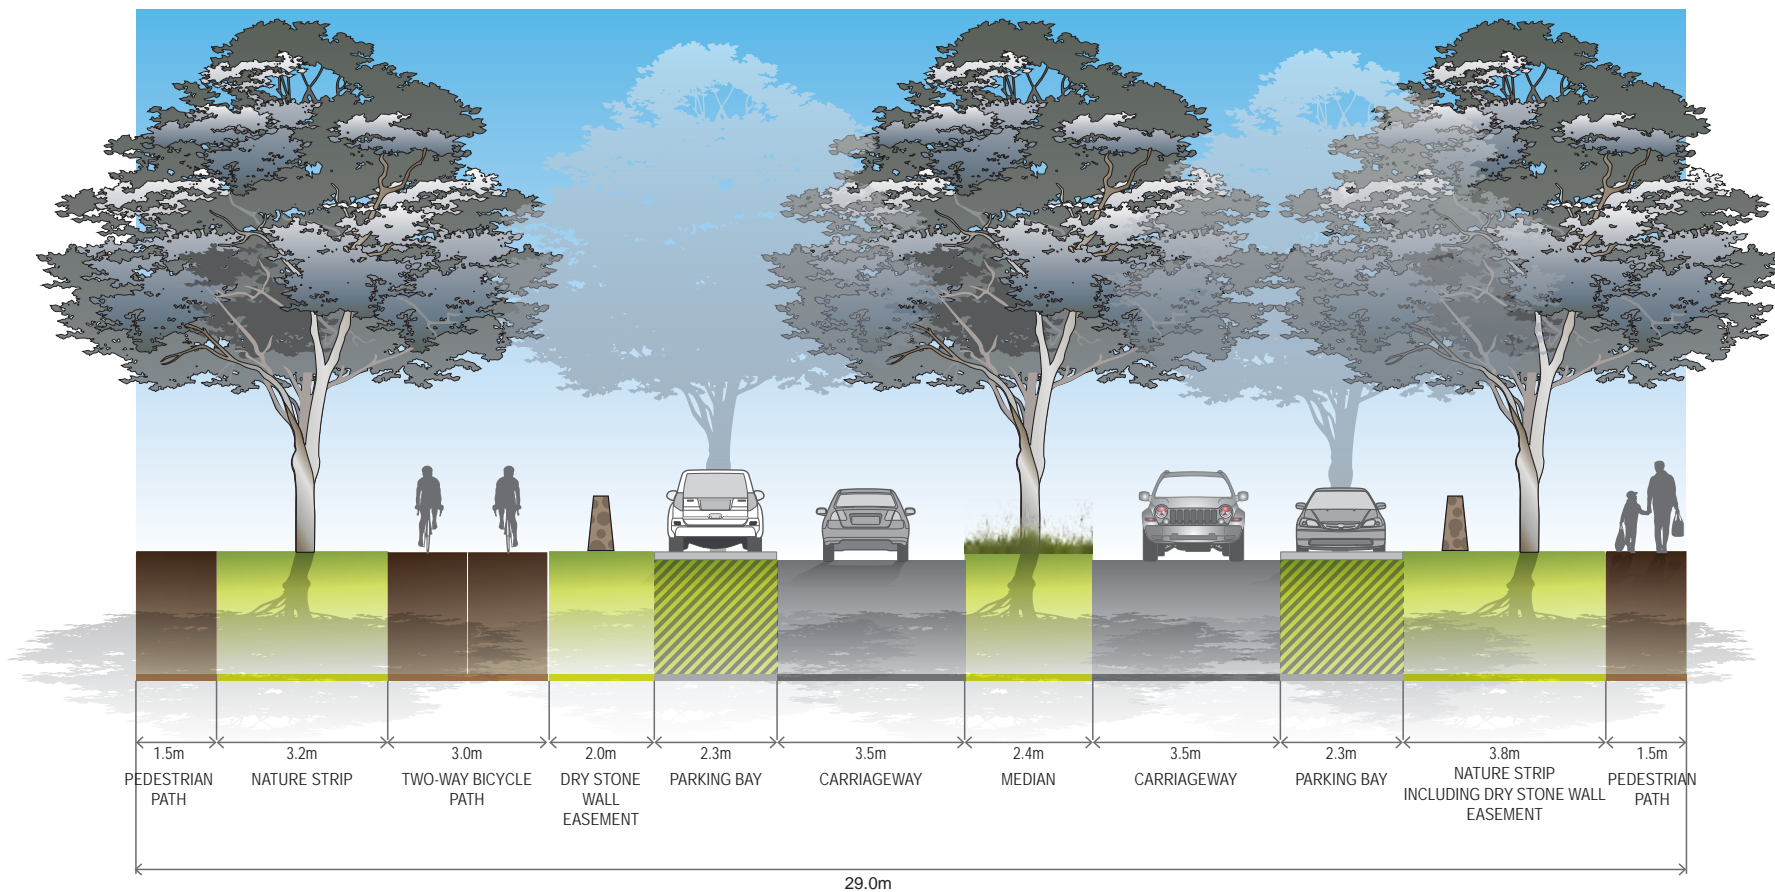 1.5m
PEDESTRIAN
PATH
3.2m
NATURE STRIP
3.0m
TWO-WAY BICYCLE
PATH
2.0m
DRY STONE
WALL
EASEMENT
2.3m
PARKING BAY
3.5m
CARRIAGEWAY
2.4m
MEDIAN
3.5m
CARRIAGEWAY
2.3m
PARKING BAY
3.8m
NATURE STRIP
INCLUDING DRY STONE WALL
EASEMENT
1.5m
PEDESTRIAN
PATH
29.0m